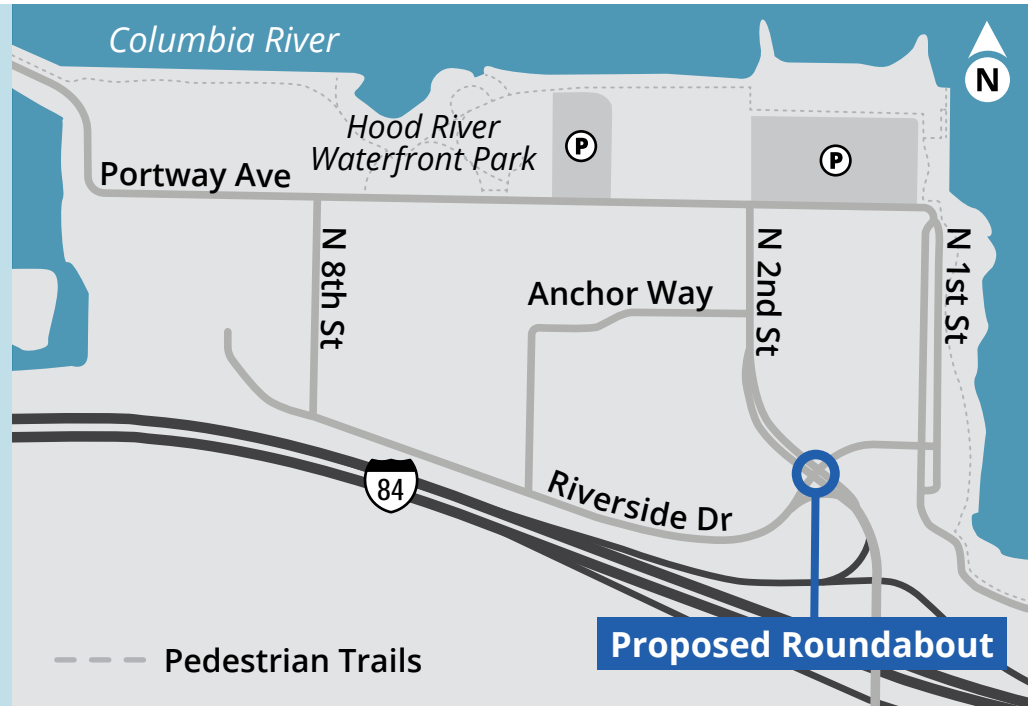 Columbia River
N
Hood River
Waterfront Park
P
P
Portway Ave
N 8th St
Anchor Way
N 2nd St
N 1st St
84
Riverside Dr
Proposed Roundabout
Pedestrian Trails